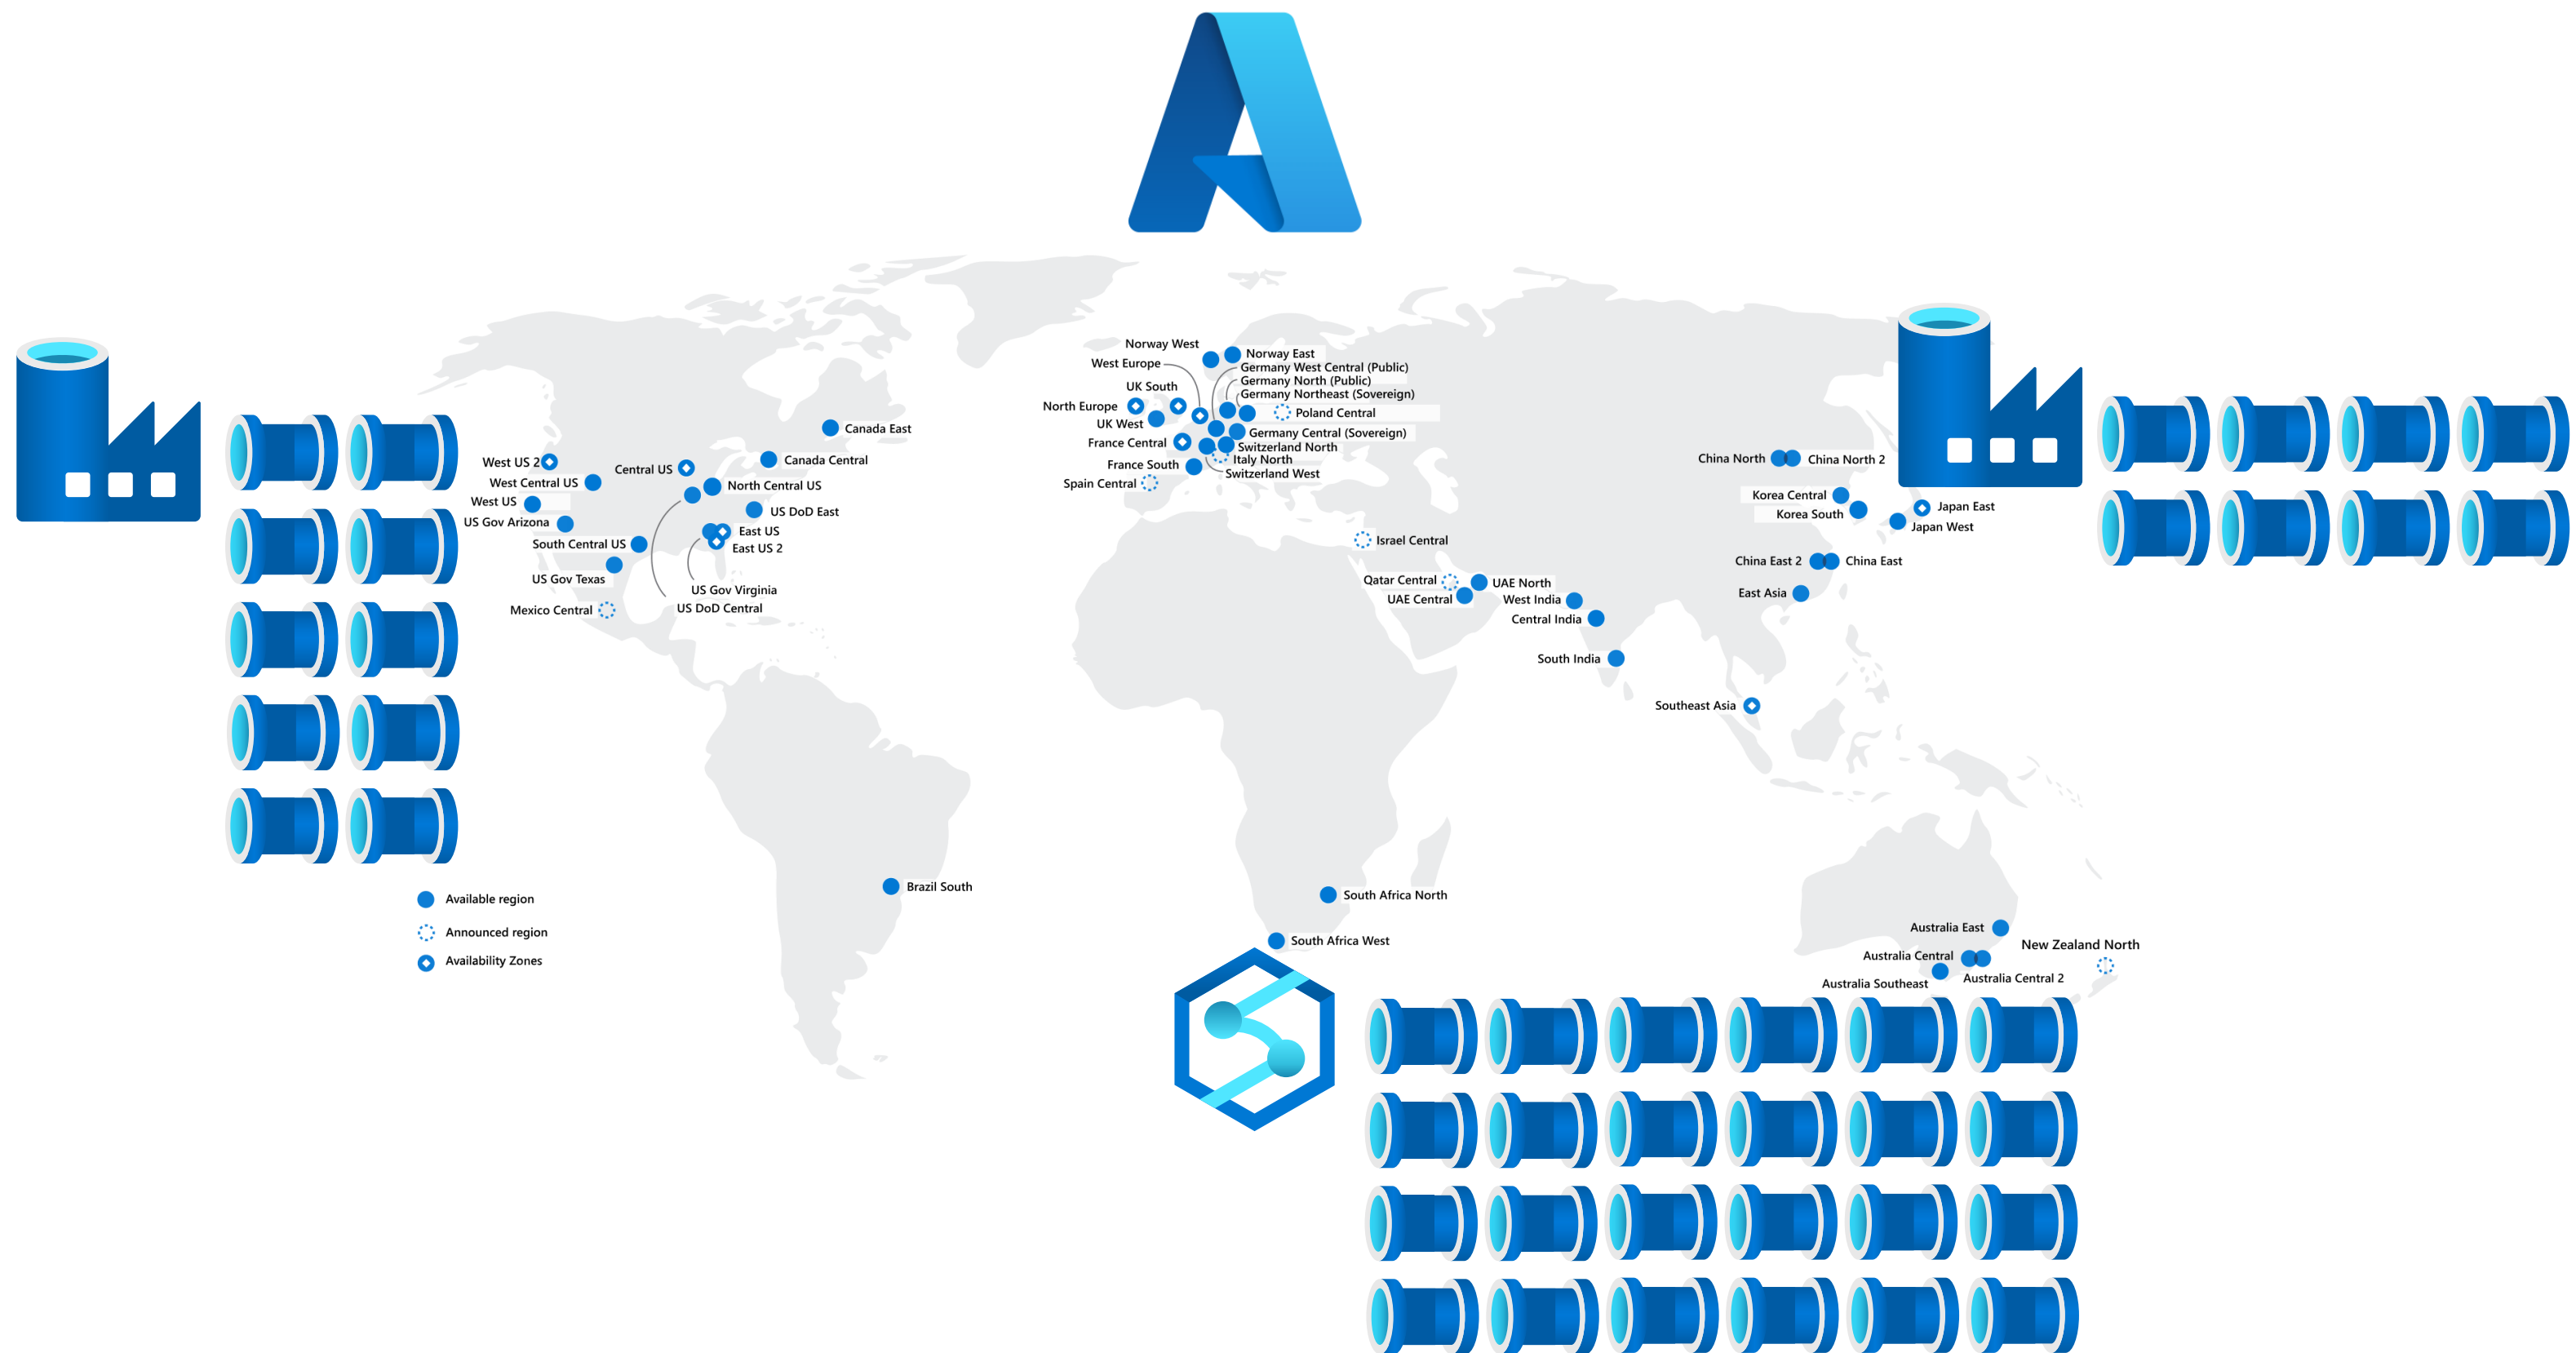 Norway West
Norway East
West Europe
Germany West Central (Public)
Germany North (Public)
UK South
Germany Northeast (Sovereign)
North Europe
Poland Central
UK West
Germany Central (Sovereign)
France Central
Switzerland North
Italy North
France South
Switzerland West
Spain Central
Canada East
Canada Central
West US 2
Central US
West Central US
North Central US
West US
US DoD East
US Gov Arizona
East US
South Central US
East US 2
US Gov Texas
US Gov Virginia
US DoD Central
Mexico Central
China North
China North 2
Korea Central
Korea South
Japan East
Japan West
Israel Central
China East 2
China East
Qatar Central
UAE North
East Asia
UAE Central
West India
Central India
South India
Southeast Asia
Brazil South
South Africa North
South Africa West
Available region
Announced region
Availability Zones
Australia East
New Zealand North
Australia Central
Australia Central 2
Australia Southeast